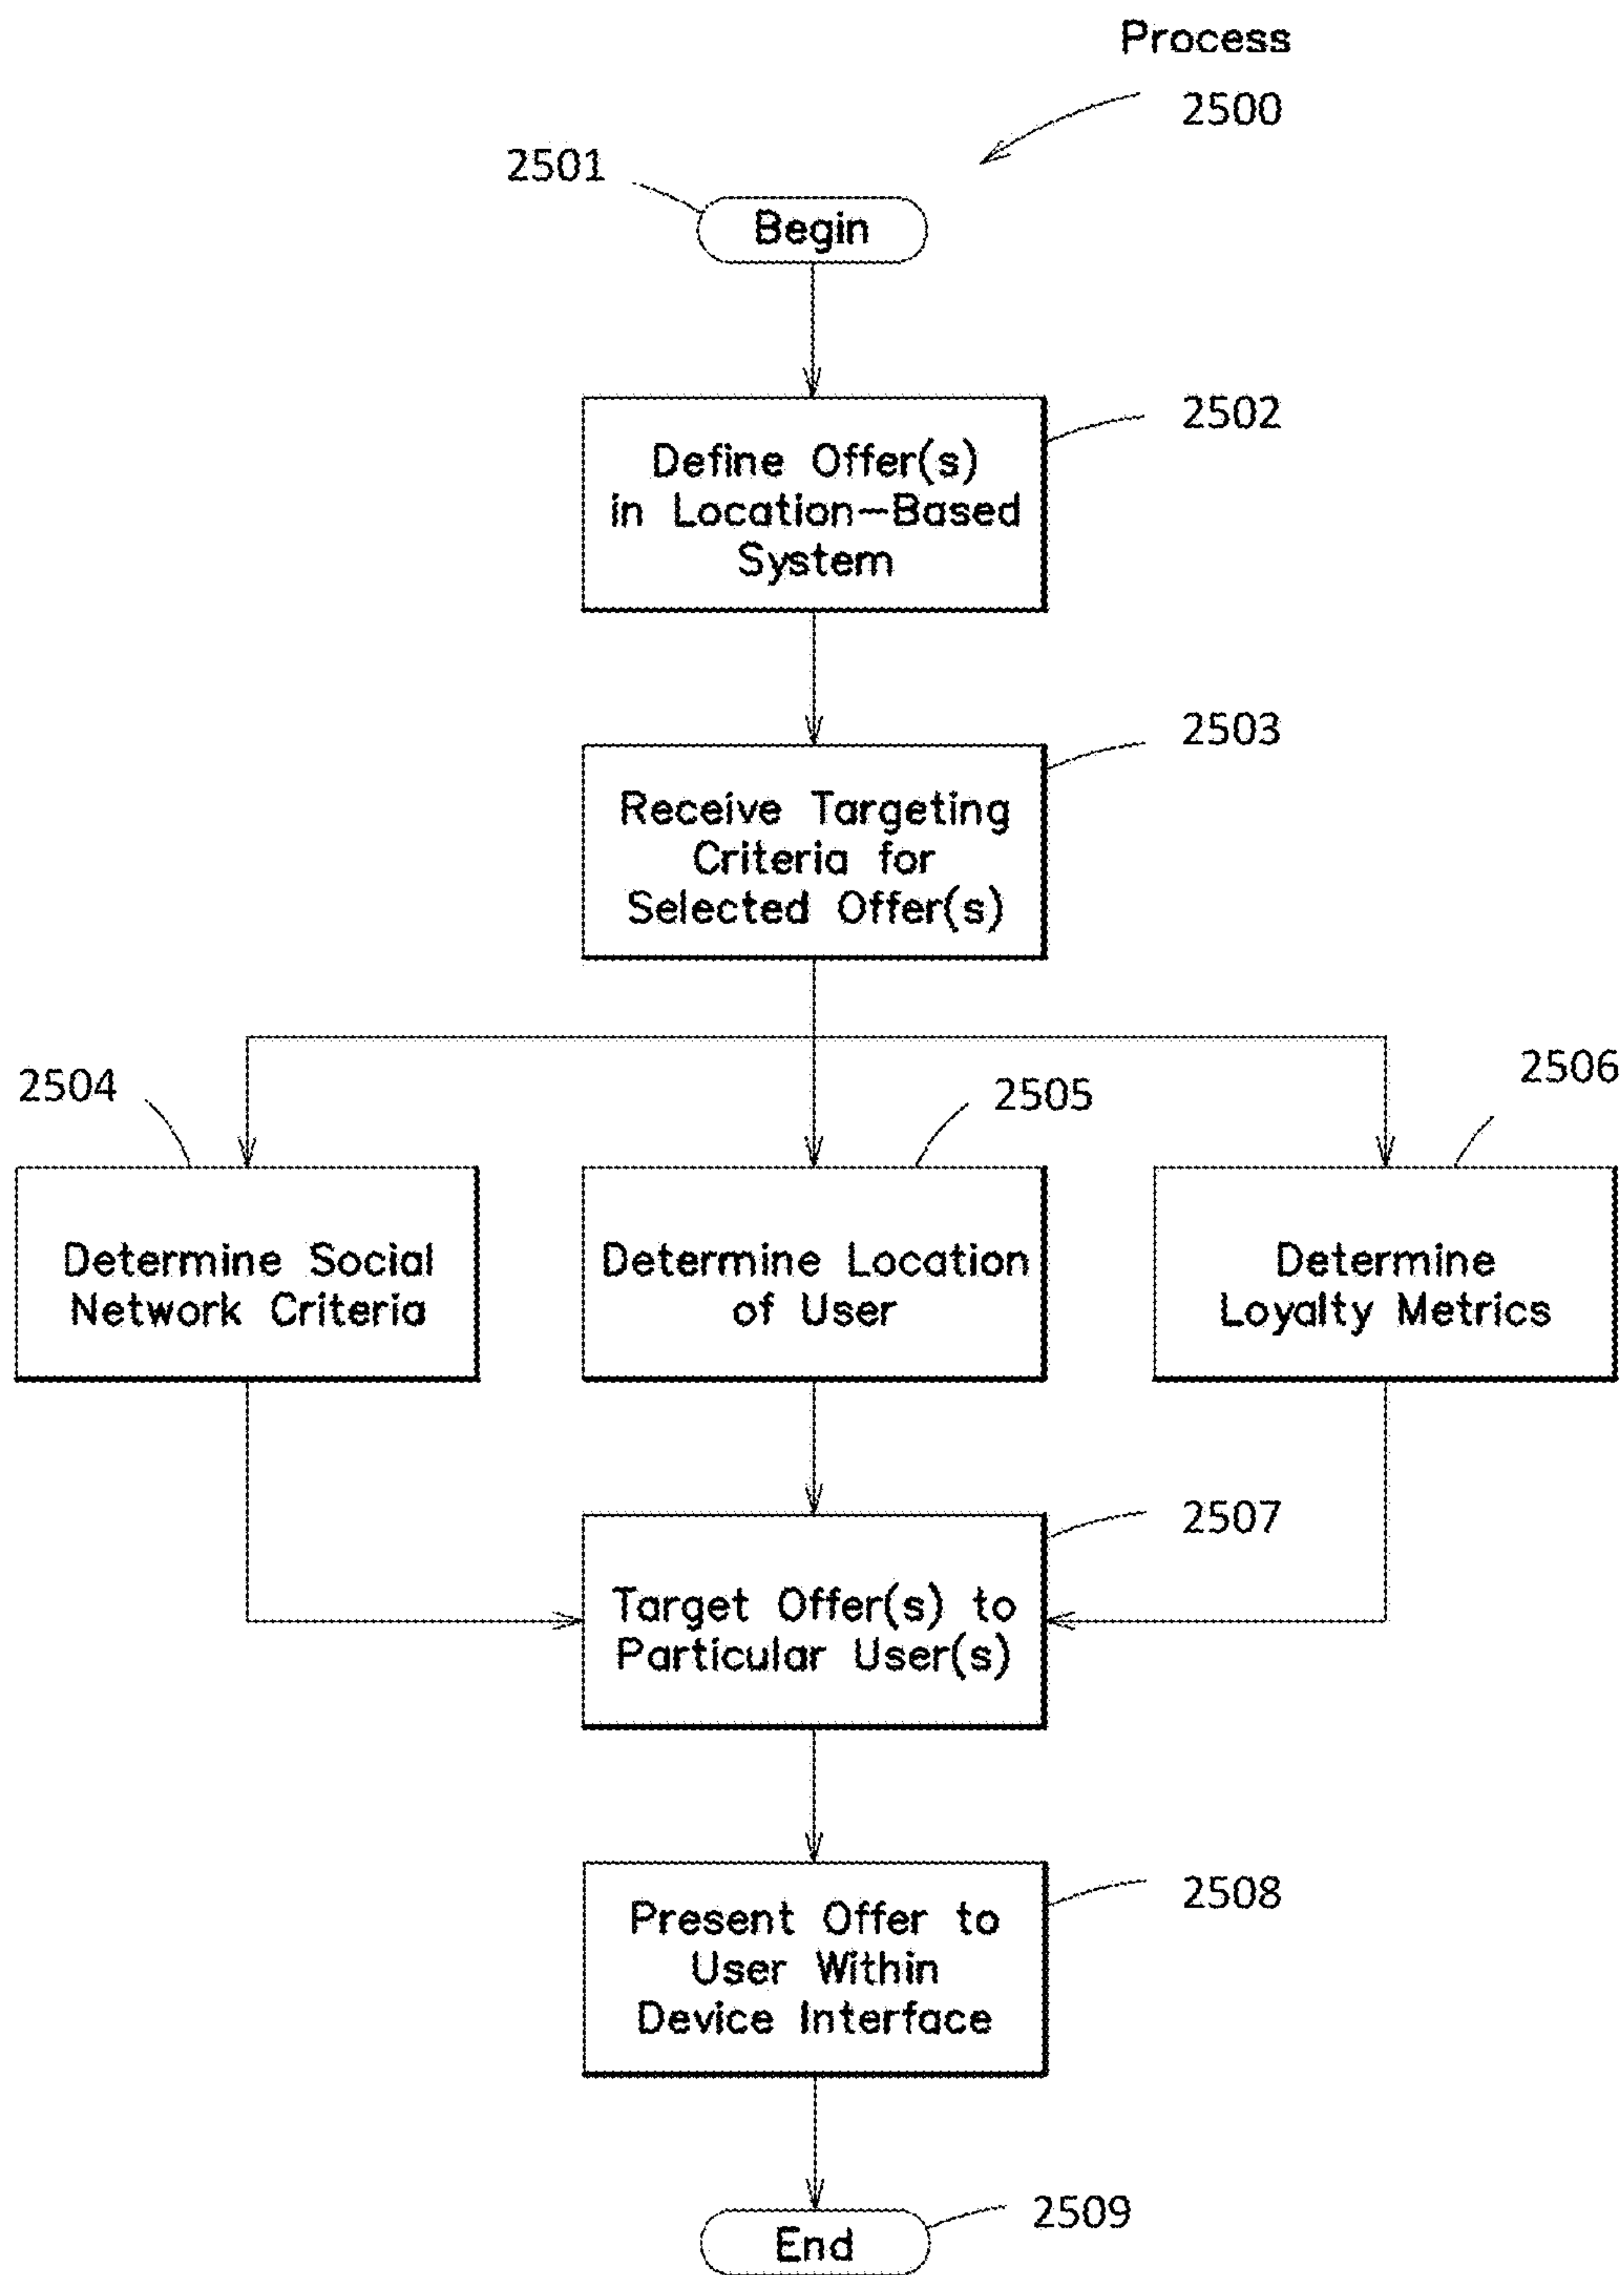 Process
2500
2501
Begin
2502
Define Offer(s)
in Location-Based
System
2503
Receive Targeting
Criteria for
Selected Offer(s)
2504
2505
2506
Determine Social
Network Criteria
Determine Location
of User
Determine
Loyalty Metrics
2507
Target Offer(s) to
Particular User(s)
2508
Present Offer to
User Within
Device Interface
2509
End